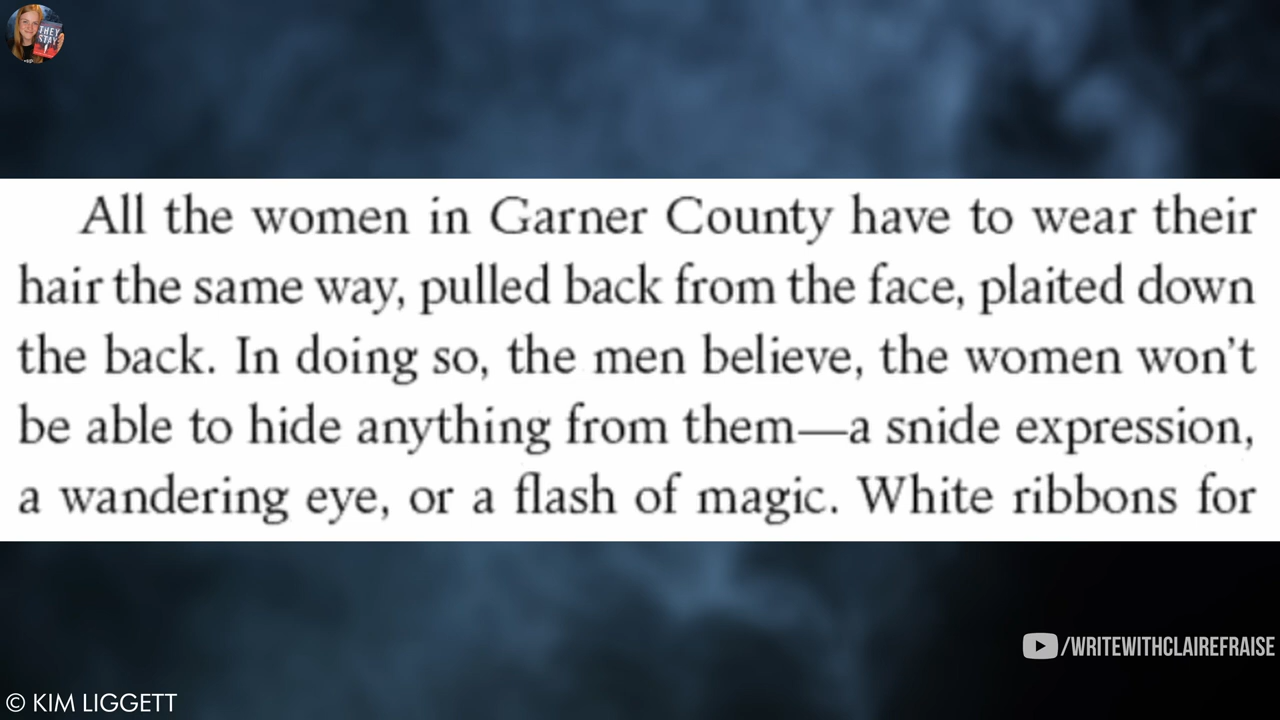 THEY
STAY
All the women in Garner County have to wear their
hair the same way, pulled back from the face, plaited down
the back. In doing so, the men believe, the women won’t
be able to hide anything from them—a snide expression,
a wandering eye, or a flash of magic. White ribbons for
/WRITEWITHCLAIREFRAISE
© KIM LIGGETT